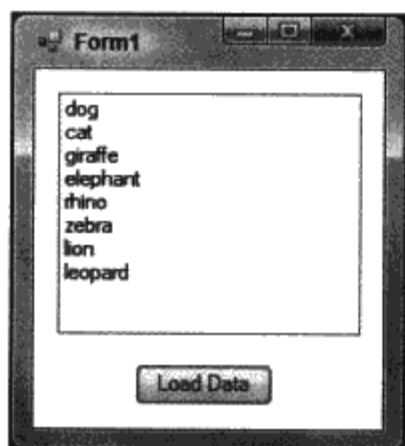 Form1
dog
cat
giraffe
elephant
rhino
zebra
lion
leopard
Load Data